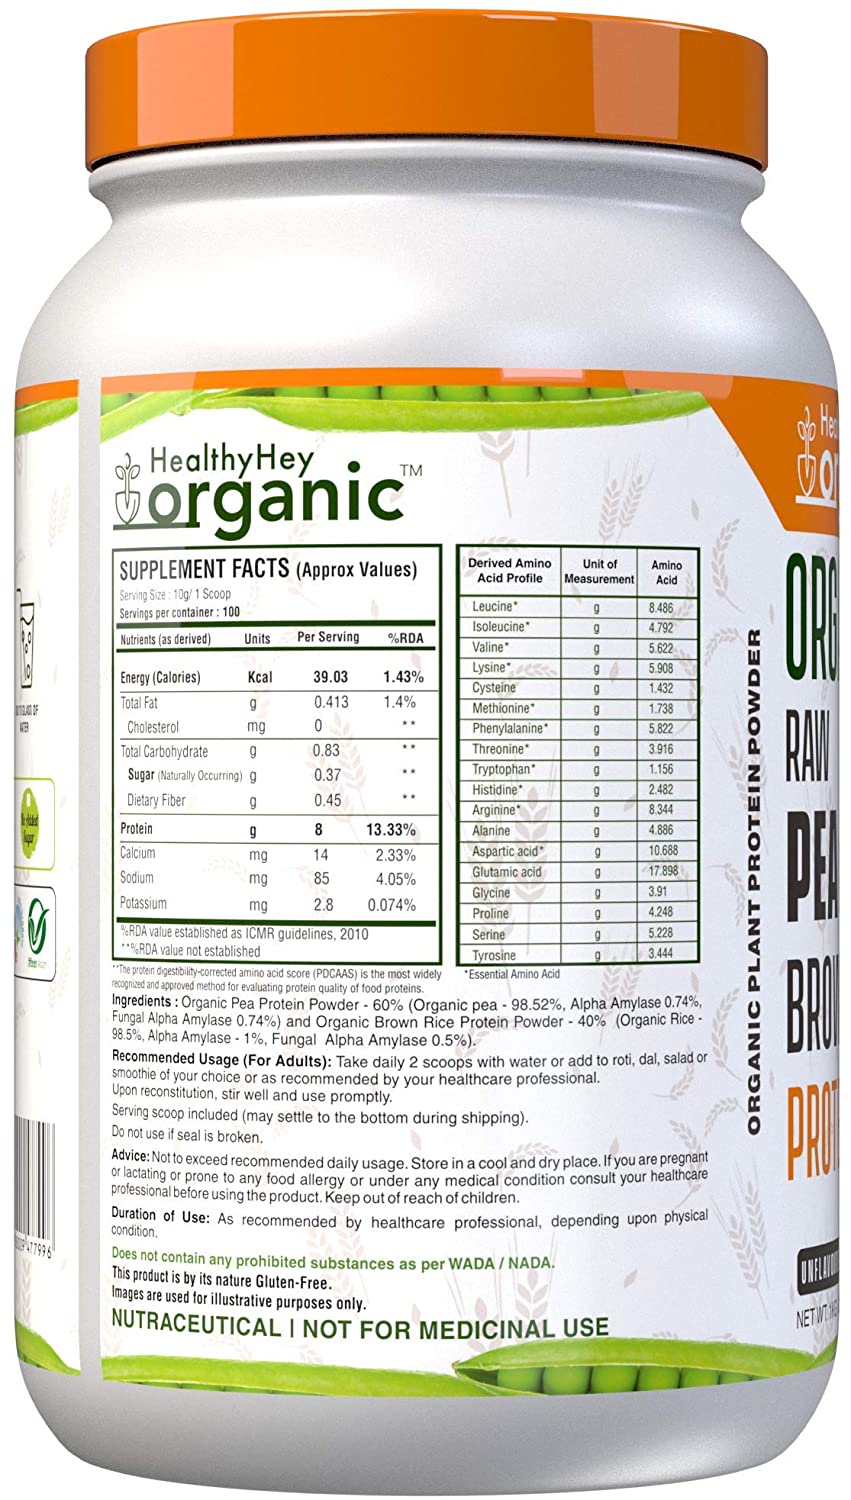 HealthyHey
organic™
SUPPLEMENT FACTS (Approx Values)
Serving Size : 10g/ 1 Scoop
Servings per container : 100
Nutrients (as derived) Units Per Serving %RDA
Energy (Calories) Kcal 39.03 1.43%
Total Fat g 0.413 1.4%
Cholesterol mg 0 **
Total Carbohydrate g 0.83 **
Sugar (Naturally Occurring) g 0.37 **
Dietary Fiber g 0.45 **
Protein g 8 13.33%
Calcium mg 14 2.33%
Sodium mg 85 4.05%
Potassium mg 2.8 0.074%
%RDA value established as ICMR guidelines, 2010
**%RDA value not established
Derived Amino Acid Profile Unit of Measurement Amino Acid
Leucine* g 8.486
Isoleucine* g 4.792
Valine* g 5.622
Lysine* g 5.908
Cysteine g 1.432
Methionine* g 1.738
Phenylalanine* g 5.822
Threonine* g 3.916
Tryptophan* g 1.156
Histidine* g 2.482
Arginine* g 8.344
Alanine g 4.886
Aspartic acid* g 10.688
Glutamic acid g 17.898
Glycine g 3.91
Proline g 4.248
Serine g 5.228
Tyrosine g 3.444
*Essential Amino Acid
**The protein digestibility-corrected amino acid score (PDCAAS) is the most widely
recognized and approved method for evaluating protein quality of food proteins.
Ingredients : Organic Pea Protein Powder - 60% (Organic pea - 98.52%, Alpha Amylase 0.74%,
Fungal Alpha Amylase 0.74%) and Organic Brown Rice Protein Powder - 40% (Organic Rice -
98.5%, Alpha Amylase - 1%, Fungal Alpha Amylase 0.5%).
Recommended Usage (For Adults): Take daily 2 scoops with water or add to roti, dal, salad or
smoothie of your choice or as recommended by your healthcare professional.
Upon reconstitution, stir well and use promptly.
Serving scoop included (may settle to the bottom during shipping).
Do not use if seal is broken.
Advice: Not to exceed recommended daily usage. Store in a cool and dry place. If you are pregnant
or lactating or prone to any food allergy or under any medical condition consult your healthcare
professional before using the product. Keep out of reach of children.
Duration of Use: As recommended by healthcare professional, depending upon physical
condition.
Does not contain any prohibited substances as per WADA / NADA.
This product is by its nature Gluten-Free.
Images are used for illustrative purposes only.
NUTRACEUTICAL | NOT FOR MEDICINAL USE
ORGANIC PLANT PROTEIN POWDER
ORG
RAW
PEA
BROW
PROT
NET WT.
WATER
No Added
Sugar
477996